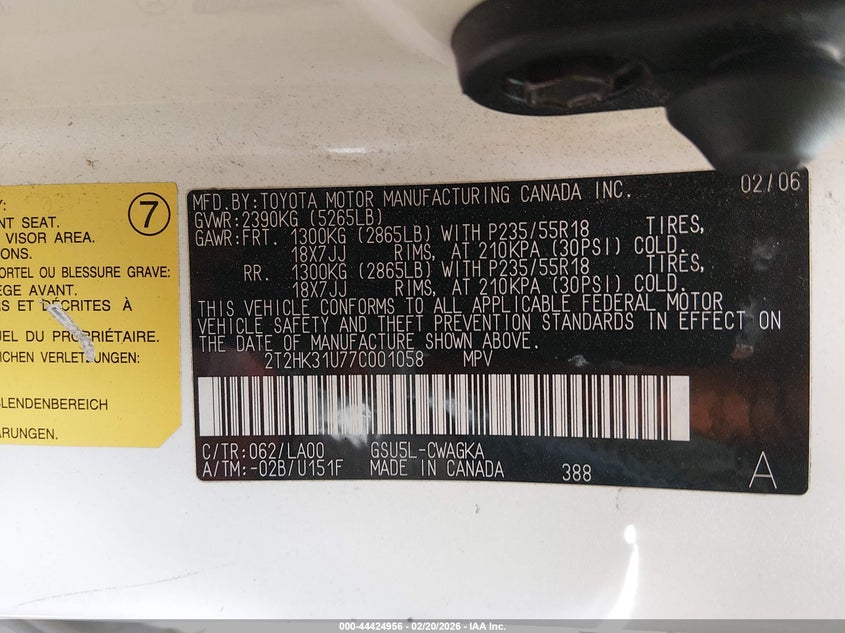 Y:
7
NT SEAT.
VISOR AREA.
ONS.
ORTEL OU BLESSURE GRAVE:
EGE AVANT.
RS ET DÉCRITES À
UEL DU PROPRIÉTAIRE.
ICHEN VERLETZUNGEN:
BLENDENBEREICH
ARUNGEN.
MFD. BY: TOYOTA MOTOR MANUFACTURING CANADA INC. 02/06
GVWR: 2390KG (5265LB)
GAWR: FRT. 1300KG (2865LB) WITH P235/55R18 TIRES,
18X7JJ RIMS, AT 210KPA (30PSI) COLD.
RR. 1300KG (2865LB) WITH P235/55R18 TIRES,
18X7JJ RIMS, AT 210KPA (30PSI) COLD.
THIS VEHICLE CONFORMS TO ALL APPLICABLE FEDERAL MOTOR
VEHICLE SAFETY AND THEFT PREVENTION STANDARDS IN EFFECT ON
THE DATE OF MANUFACTURE SHOWN ABOVE.
2T2HK31U77C001058 MPV
C/TR: 062/LA00 GSU5L-CWAGKA
A/TM: -02B/U151F MADE IN CANADA 388 A
000-44424956 - 02/20/2026 - IAA Inc.